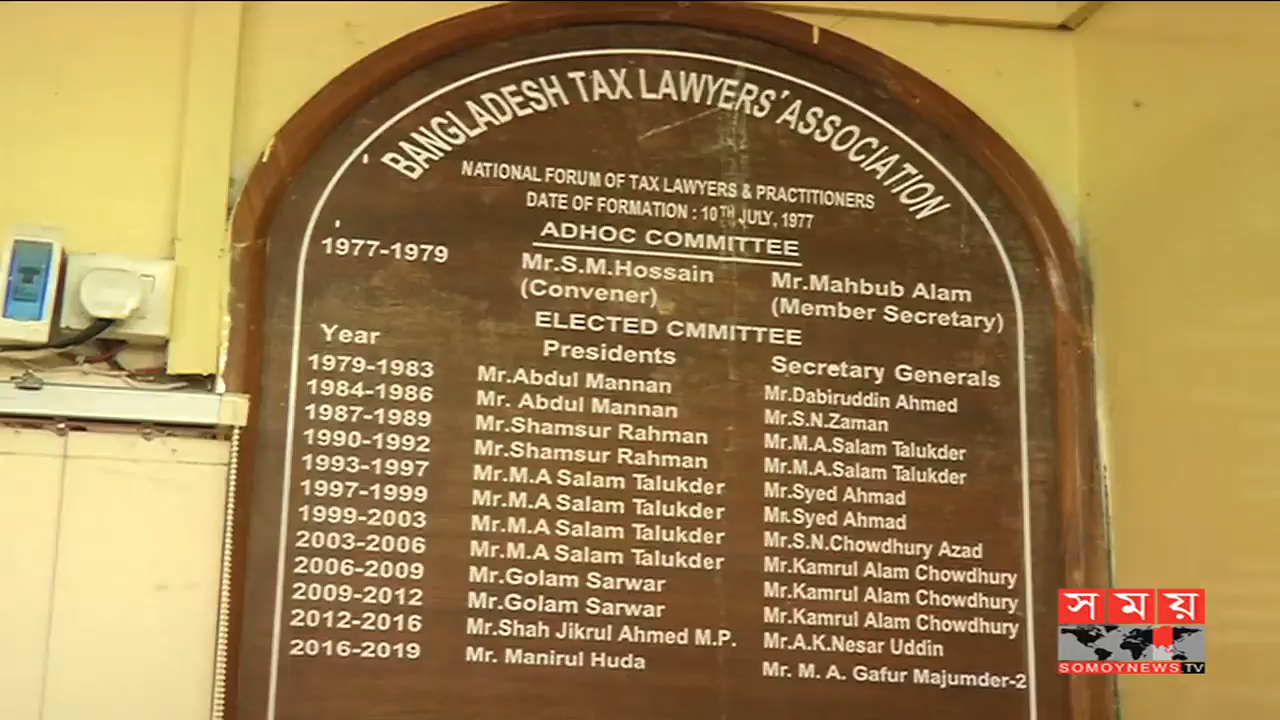 BANGLADESH TAX LAWYERS' ASSOCIATION
NATIONAL FORUM OF TAX LAWYERS & PRACTITIONERS
DATE OF FORMATION : 10TH JULY, 1977
ADHOC COMMITTEE
1977-1979 Mr.S.M.Hossain Mr.Mahbub Alam
(Convener) (Member Secretary)
ELECTED CMMITTEE
Year Presidents Secretary Generals
1979-1983 Mr.Abdul Mannan Mr.Dabiruddin Ahmed
1984-1986 Mr. Abdul Mannan Mr.S.N.Zaman
1987-1989 Mr.Shamsur Rahman Mr.M.A.Salam Talukder
1990-1992 Mr.Shamsur Rahman Mr.M.A.Salam Talukder
1993-1997 Mr.M.A Salam Talukder Mr.Syed Ahmad
1997-1999 Mr.M.A Salam Talukder Mr.Syed Ahmad
1999-2003 Mr.M.A Salam Talukder Mr.S.N.Chowdhury Azad
2003-2006 Mr.M.A Salam Talukder Mr.Kamrul Alam Chowdhury
2006-2009 Mr.Golam Sarwar Mr.Kamrul Alam Chowdhury
2009-2012 Mr.Golam Sarwar Mr.Kamrul Alam Chowdhury
2012-2016 Mr.Shah Jikrul Ahmed M.P. Mr.A.K.Nesar Uddin
2016-2019 Mr. Manirul Huda Mr. M. A. Gafur Majumder-2
সময়
SOMOYNEWS.TV